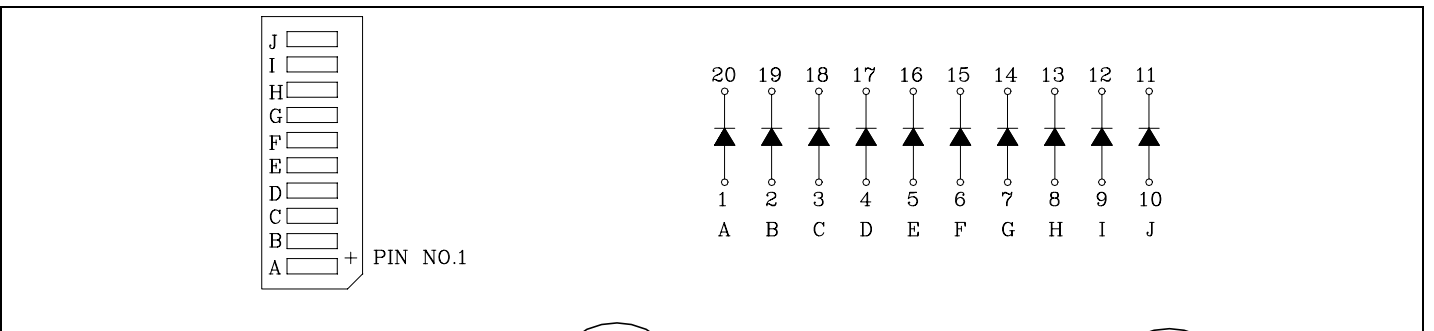 J
I
H
G
F
E
D
C
B
A
+ PIN NO.1
20 19 18 17 16 15 14 13 12 11
1 2 3 4 5 6 7 8 9 10
A B C D E F G H I J